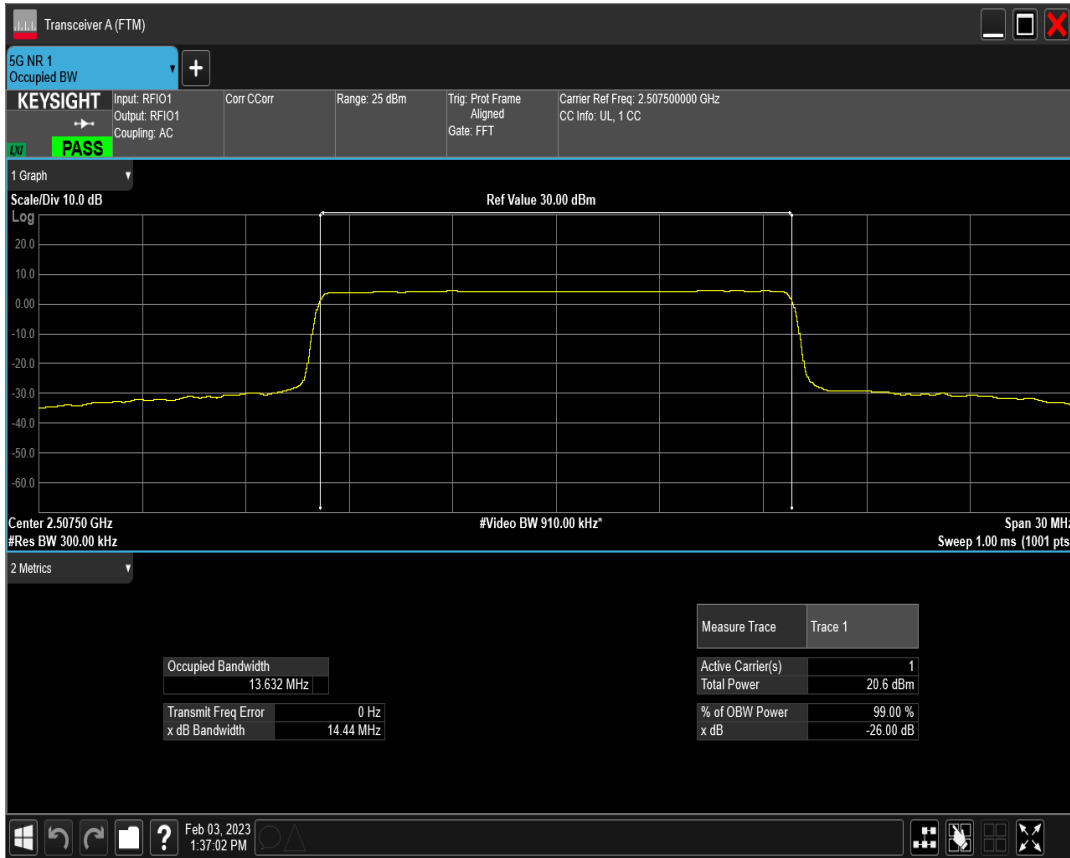 Transceiver A (FTM)
5G NR 1
Occupied BW
+
KEYSIGHT
Input: RFIO1
Output: RFIO1
Coupling: AC
Corr CCorr
Range: 25 dBm
Trig: Prot Frame
Aligned
Gate: FFT
Carrier Ref Freq: 2.507500000 GHz
CC Info: UL, 1 CC
LXI
PASS
1 Graph
Scale/Div 10.0 dB
Ref Value 30.00 dBm
Log
20.0
10.0
0.00
-10.0
-20.0
-30.0
-40.0
-50.0
-60.0
Center 2.50750 GHz
#Video BW 910.00 kHz*
Span 30 MHz
#Res BW 300.00 kHz
Sweep 1.00 ms (1001 pts
2 Metrics
Measure Trace Trace 1
Occupied Bandwidth
13.632 MHz
Active Carrier(s) 1
Total Power 20.6 dBm
Transmit Freq Error 0 Hz
x dB Bandwidth 14.44 MHz
% of OBW Power 99.00 %
x dB -26.00 dB
?
Feb 03, 2023
1:37:02 PM